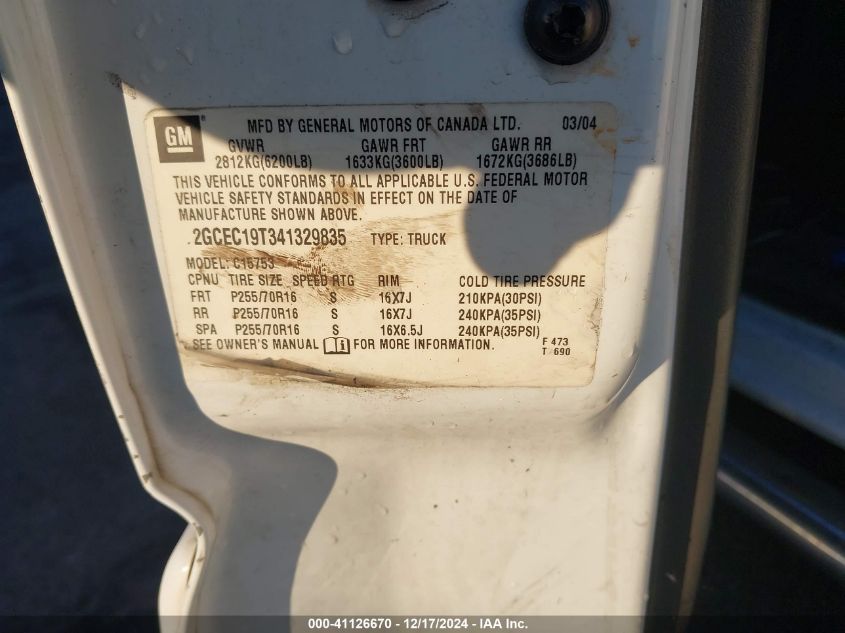 GM ® MFD BY GENERAL MOTORS OF CANADA LTD. 03/04
GVWR GAWR FRT GAWR RR
2812KG(6200LB) 1633KG(3600LB) 1672KG(3686LB)
THIS VEHICLE CONFORMS TO ALL APPLICABLE U.S. FEDERAL MOTOR
VEHICLE SAFETY STANDARDS IN EFFECT ON THE DATE OF
MANUFACTURE SHOWN ABOVE.
2GCEC19T341329835 TYPE: TRUCK
MODEL: C15753
CPNU TIRE SIZE SPEED RTG RIM COLD TIRE PRESSURE
FRT P255/70R16 S 16X7J 210KPA(30PSI)
RR P255/70R16 S 16X7J 240KPA(35PSI)
SPA P255/70R16 S 16X6.5J 240KPA(35PSI)
SEE OWNER'S MANUAL FOR MORE INFORMATION. F 473
T 690
000-41126670 - 12/17/2024 - IAA Inc.